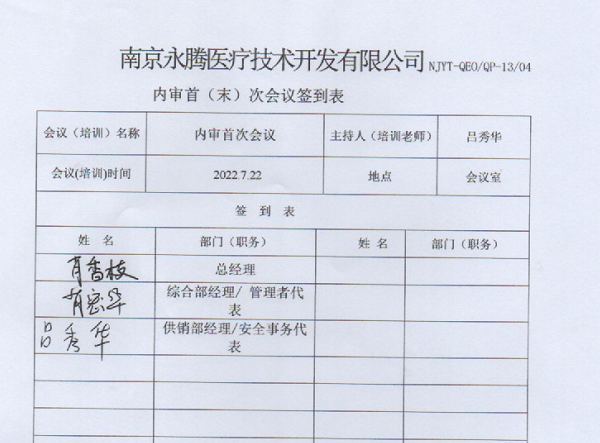 南京永腾医疗技术开发有限公司 NJYT-QEO/QP-13/04
内审首（末）次会议签到表
会议（培训）名称 内审首次会议 主持人（培训老师） 吕秀华
会议(培训)时间 2022.7.22 地点 会议室
签 到 表
姓 名 部门（职务） 姓 名 部门（职务）
肖香枝 总经理
肖宏华 综合部经理/ 管理者代
表
吕秀华 供销部经理/安全事务代
表